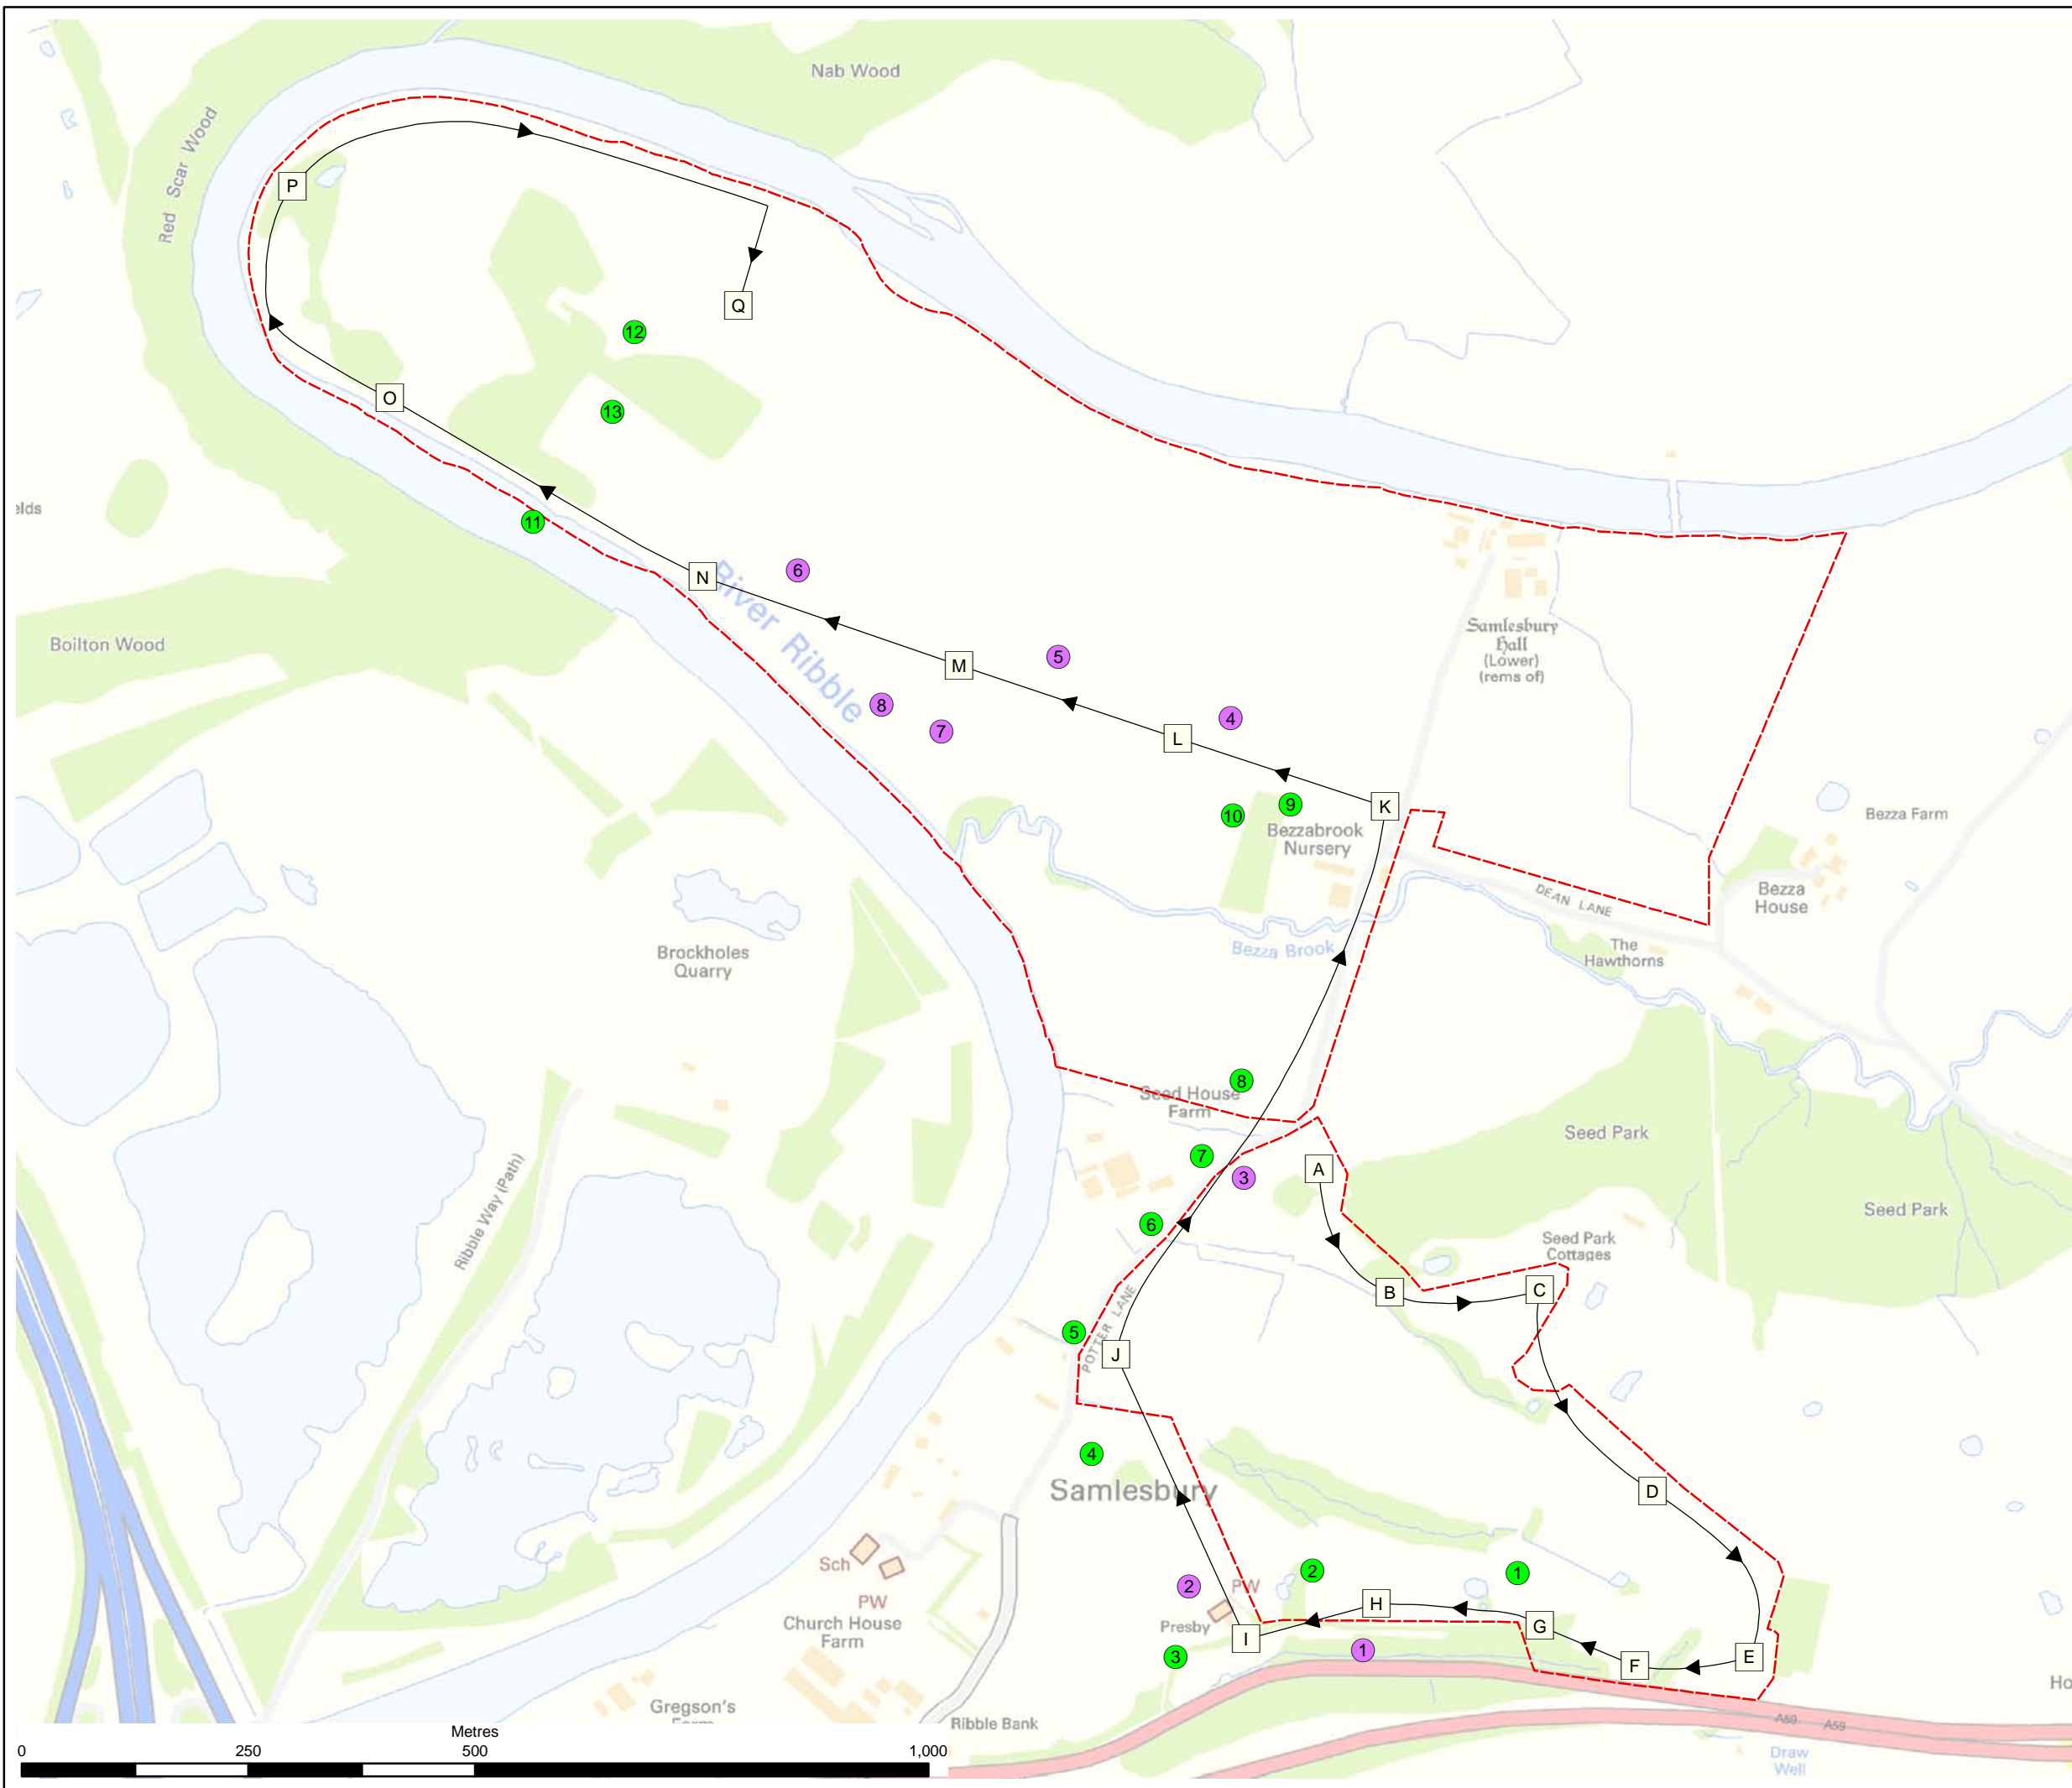 Nab Wood
Red Scar Wood
P
Q
12
O
13
elds
11
N
6
River Ribble
Boilton Wood
Samlesbury
Hall
(Lower)
(rems of)
M
5
8
7
4
L
K
9
10
Bezzabrook
Nursery
Bezza Farm
Bezza
House
DEAN LANE
The
Hawthorns
Bezza Brook
Brockholes
Quarry
8
Seed House
Farm
Seed Park
7
3
A
Seed Park
6
Seed Park
Cottages
Ribble Way (Path)
B
C
5
POTTER LANE
J
4
Samlesbury
D
Sch
PW
Church House
Farm
2
PW
2
1
Presby
H
G
I
3
1
F
E
Ho
Gregson's
Farm
Ribble Bank
A59
A59
Draw
Well
Metres
0
250
500
1,000